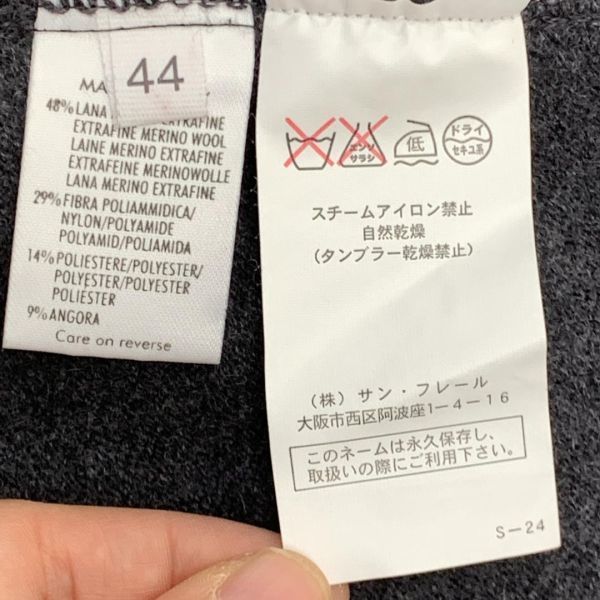 44
MA
48% LANA
EXTRAFINE
EXTRAFINE MERINO WOOL
LAINE MERINO EXTRAFINE
EXTRAFEINE MERINOWOLLE
LANA MERINO EXTRAFINE
29% FIBRA POLIAMMIDICA/
NYLON/POLYAMIDE
POLYAMID/POLIAMIDA
14% POLIESTERE/POLYESTER/
POLYESTER/POLYESTER
POLIESTER
9% ANGORA
Care on reverse
エンソ
サラシ
低
ドライ
セキユ系
スチームアイロン禁止
自然乾燥
(タンブラー乾燥禁止)
(株) サン・フレール
大阪市西区阿波座1-4-16
このネームは永久保存し、
取扱いの際にご利用下さい。
S-24